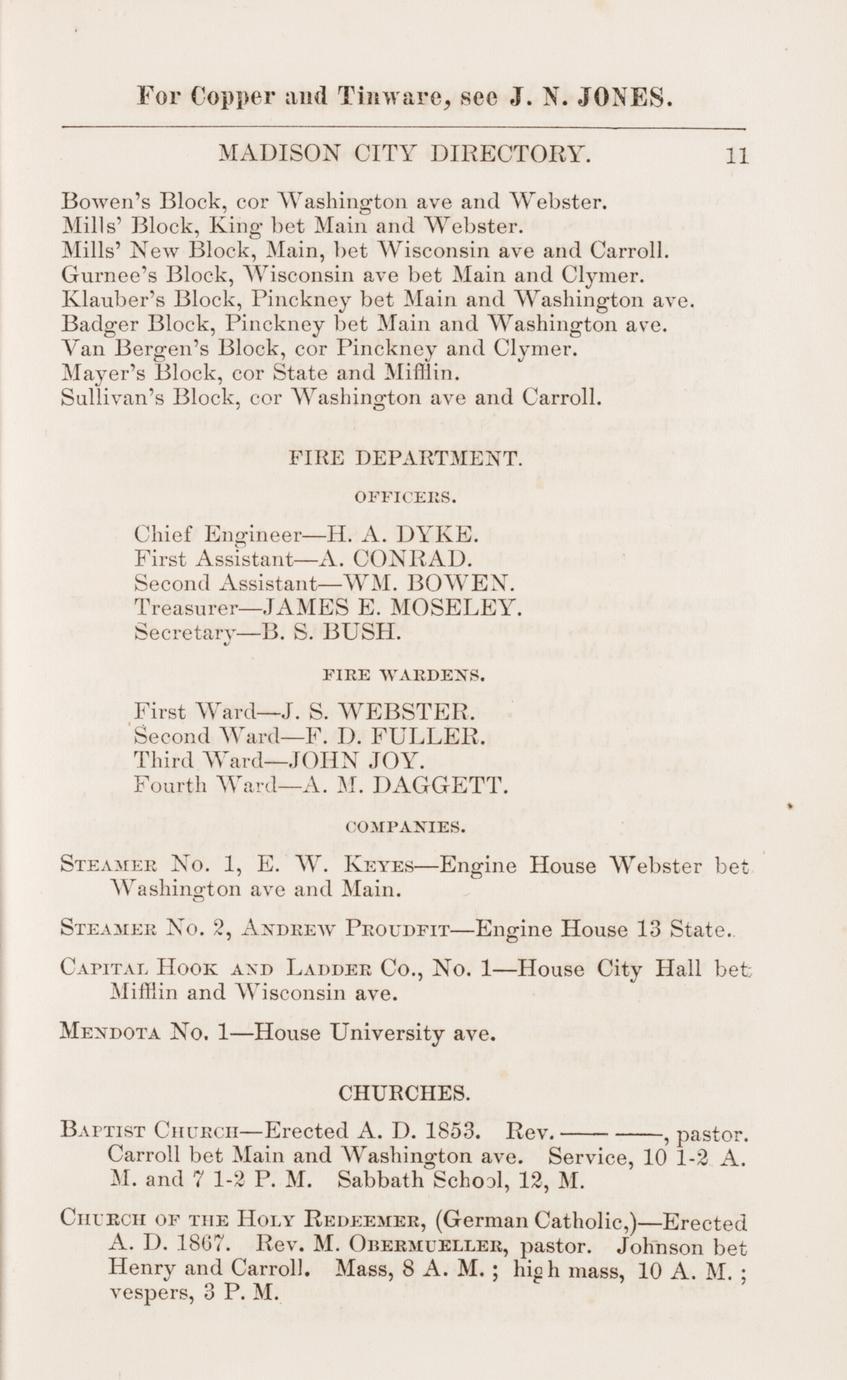 For Copper and Tinware, see J. N. JONES.
MADISON CITY DIRECTORY. 11
Bowen's Block, cor Washington ave and Webster.
Mills' Block, King bet Main and Webster.
Mills' New Block, Main, bet Wisconsin ave and Carroll.
Gurnee's Block, Wisconsin ave bet Main and Clymer.
Klauber's Block, Pinckney bet Main and Washington ave.
Badger Block, Pinckney bet Main and Washington ave.
Van Bergen's Block, cor Pinckney and Clymer.
Mayer's Block, cor State and Mifflin.
Sullivan's Block, cor Washington ave and Carroll.
FIRE DEPARTMENT.
OFFICERS.
Chief Engineer—H. A. DYKE.
First Assistant—A. CONRAD.
Second Assistant—WM. BOWEN.
Treasurer—JAMES E. MOSELEY.
Secretary—B. S. BUSH.
FIRE WARDENS.
First Ward—J. S. WEBSTER.
Second Ward—F. D. FULLER.
Third Ward—JOHN JOY.
Fourth Ward—A. M. DAGGETT.
COMPANIES.
STEAMER No. 1, E. W. KEYES—Engine House Webster bet
Washington ave and Main.
STEAMER No. 2, ANDREW PROUDFIT—Engine House 13 State.
CAPITAL HOOK AND LADDER Co., No. 1—House City Hall bet
Mifflin and Wisconsin ave.
MENDOTA No. 1—House University ave.
CHURCHES.
BAPTIST CHURCH—Erected A. D. 1853. Rev. —— ——, pastor.
Carroll bet Main and Washington ave. Service, 10 1-2 A.
M. and 7 1-2 P. M. Sabbath School, 12, M.
CHURCH OF THE HOLY REDEEMER, (German Catholic,)—Erected
A. D. 1867. Rev. M. OBERMUELLER, pastor. Johnson bet
Henry and Carroll. Mass, 8 A. M. ; high mass, 10 A. M. ;
vespers, 3 P. M.